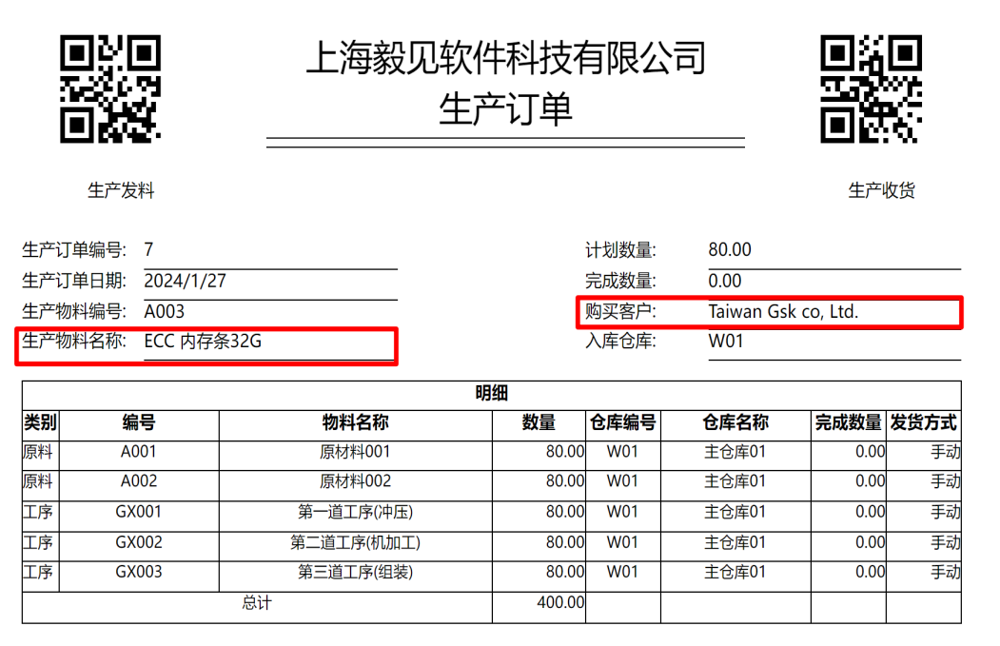 上海毅见软件科技有限公司
生产订单
生产发料 生产收货
生产订单编号: 7 计划数量: 80.00
生产订单日期: 2024/1/27 完成数量: 0.00
生产物料编号: A003 购买客户: Taiwan Gsk co, Ltd.
生产物料名称: ECC 内存条32G 入库仓库: W01
明细
类别 编号 物料名称 数量 仓库编号 仓库名称 完成数量 发货方式
原料 A001 原材料001 80.00 W01 主仓库01 0.00 手动
原料 A002 原材料002 80.00 W01 主仓库01 0.00 手动
工序 GX001 第一道工序(冲压) 80.00 W01 主仓库01 0.00 手动
工序 GX002 第二道工序(机加工) 80.00 W01 主仓库01 0.00 手动
工序 GX003 第三道工序(组装) 80.00 W01 主仓库01 0.00 手动
总计 400.00